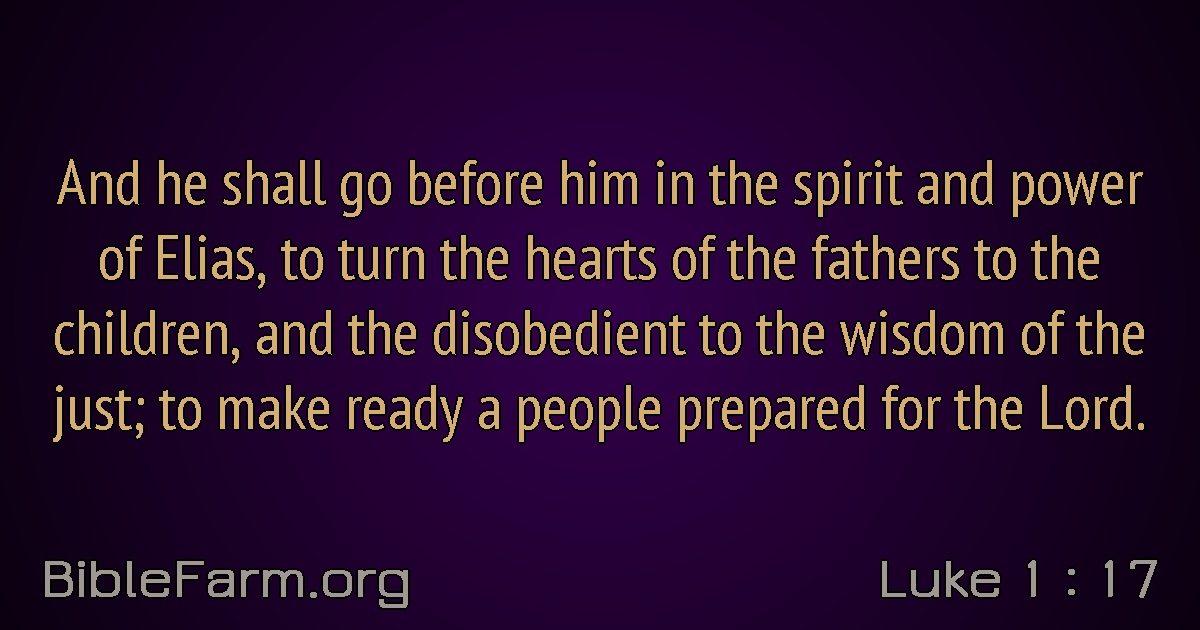 And he shall go before him in the spirit and power
of Elias, to turn the hearts of the fathers to the
children, and the disobedient to the wisdom of the
just; to make ready a people prepared for the Lord.
BibleFarm.org
Luke 1 : 17